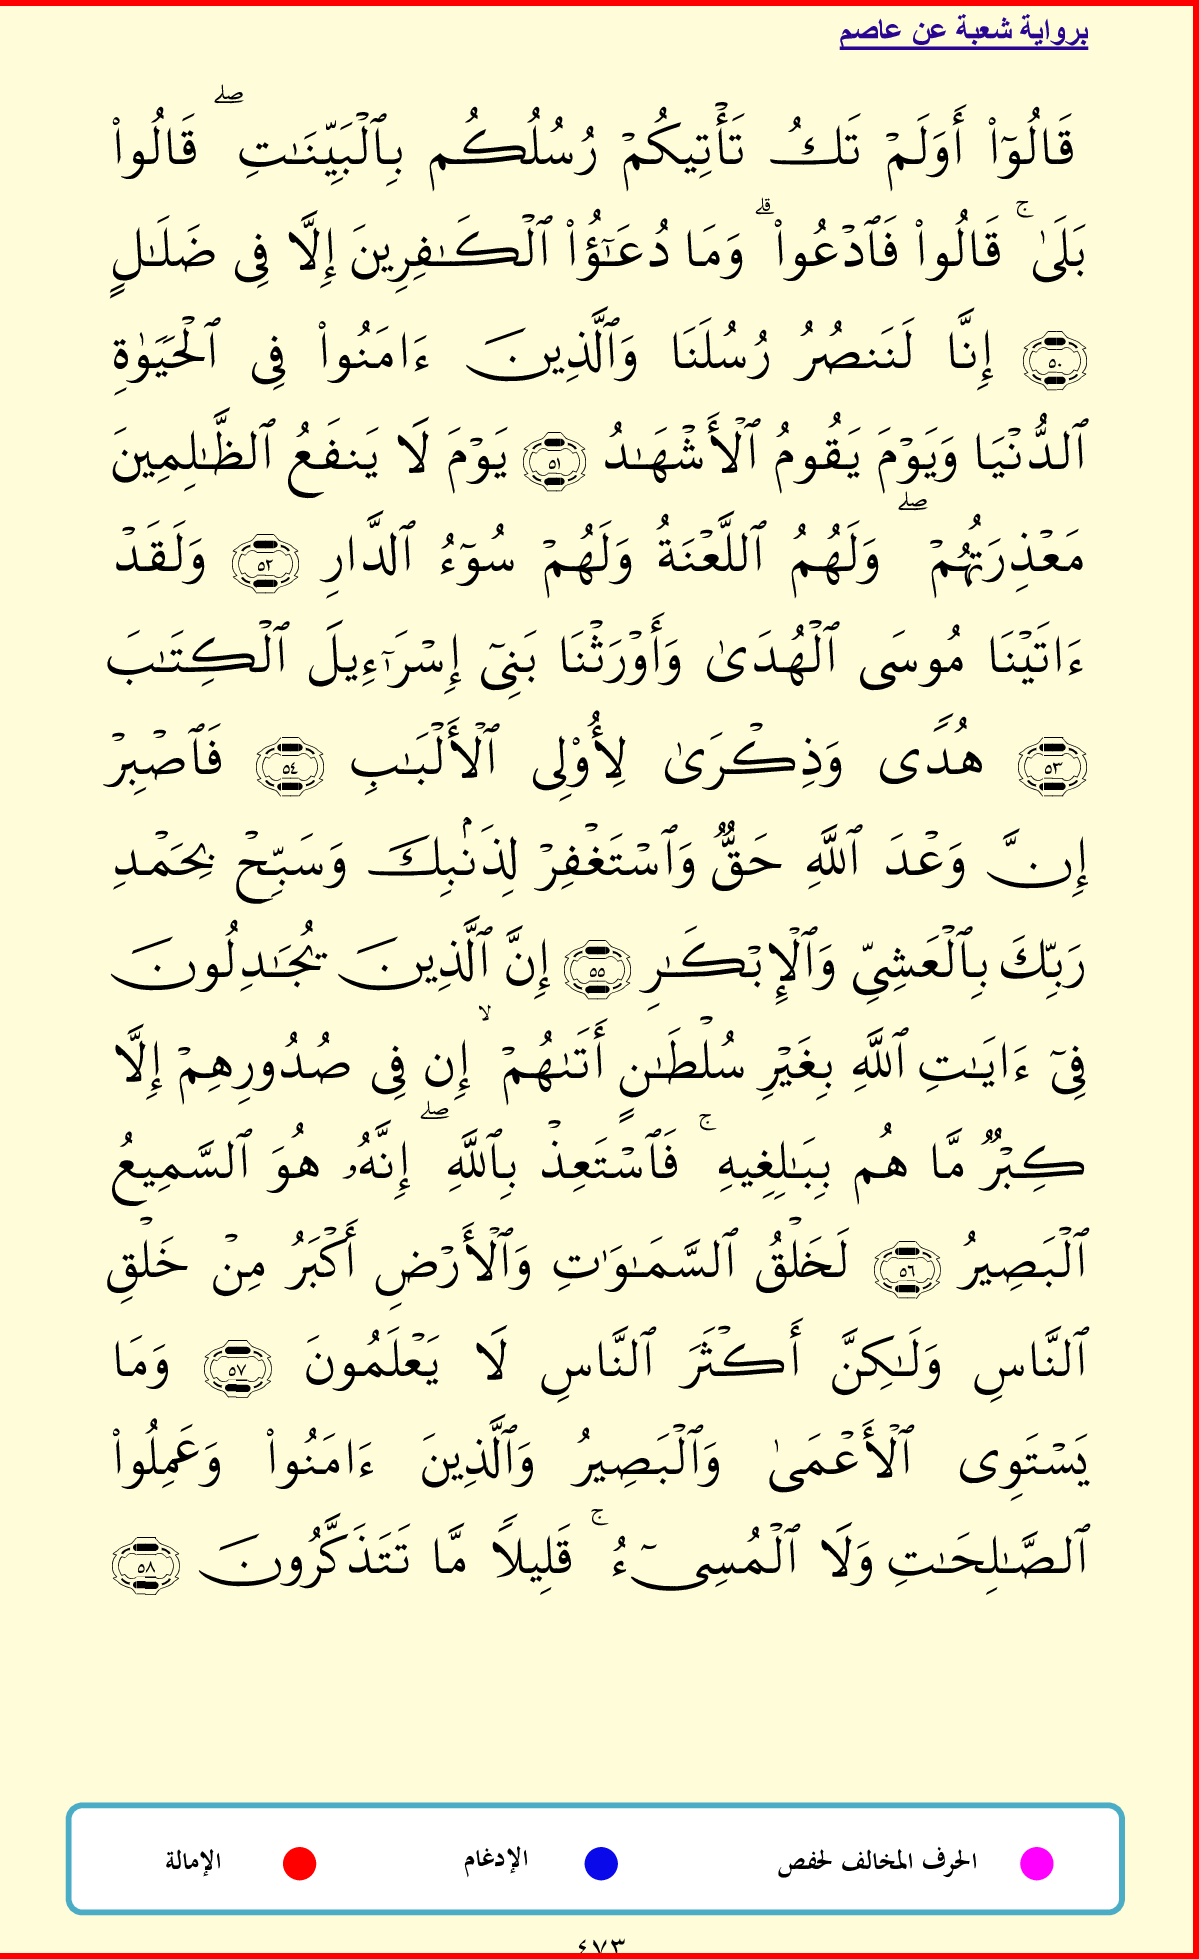 برواية شعبة عن عاصم
قَالُوٓاْ أَوَلَمۡ تَكُ تَأۡتِيكُمۡ رُسُلُكُم بِٱلۡبَيِّنَٰتِۖ قَالُواْ
بَلَىٰۚ قَالُواْ فَٱدۡعُواْۗ وَمَا دُعَٰٓؤُاْ ٱلۡكَٰفِرِينَ إِلَّا فِي ضَلَٰلٍ
٥٠ إِنَّا لَنَنصُرُ رُسُلَنَا وَٱلَّذِينَ ءَامَنُواْ فِي ٱلۡحَيَوٰةِ
ٱلدُّنۡيَا وَيَوۡمَ يَقُومُ ٱلۡأَشۡهَٰدُ ٥١ يَوۡمَ لَا يَنفَعُ ٱلظَّٰلِمِينَ
مَعۡذِرَتُهُمۡۖ وَلَهُمُ ٱللَّعۡنَةُ وَلَهُمۡ سُوٓءُ ٱلدَّارِ ٥٢ وَلَقَدۡ
ءَاتَيۡنَا مُوسَى ٱلۡهُدَىٰ وَأَوۡرَثۡنَا بَنِيٓ إِسۡرَٰٓءِيلَ ٱلۡكِتَٰبَ
٥٣ هُدٗى وَذِكۡرَىٰ لِأُوْلِي ٱلۡأَلۡبَٰبِ ٥٤ فَٱصۡبِرۡ
إِنَّ وَعۡدَ ٱللَّهِ حَقّٞ وَٱسۡتَغۡفِرۡ لِذَنۢبِكَ وَسَبِّحۡ بِحَمۡدِ
رَبِّكَ بِٱلۡعَشِيِّ وَٱلۡإِبۡكَٰرِ ٥٥ إِنَّ ٱلَّذِينَ يُجَٰدِلُونَ
فِيٓ ءَايَٰتِ ٱللَّهِ بِغَيۡرِ سُلۡطَٰنٍ أَتَىٰهُمۡۙ إِن فِي صُدُورِهِمۡ إِلَّا
كِبۡرٞ مَّا هُم بِبَٰلِغِيهِۚ فَٱسۡتَعِذۡ بِٱللَّهِۖ إِنَّهُۥ هُوَ ٱلسَّمِيعُ
ٱلۡبَصِيرُ ٥٦ لَخَلۡقُ ٱلسَّمَٰوَٰتِ وَٱلۡأَرۡضِ أَكۡبَرُ مِنۡ خَلۡقِ
ٱلنَّاسِ وَلَٰكِنَّ أَكۡثَرَ ٱلنَّاسِ لَا يَعۡلَمُونَ ٥٧ وَمَا
يَسۡتَوِي ٱلۡأَعۡمَىٰ وَٱلۡبَصِيرُ وَٱلَّذِينَ ءَامَنُواْ وَعَمِلُواْ
ٱلصَّٰلِحَٰتِ وَلَا ٱلۡمُسِيٓءُۚ قَلِيلٗا مَّا تَتَذَكَّرُونَ ٥٨
الحرف المخالف لحفص الإدغام الإمالة
٤٧٣